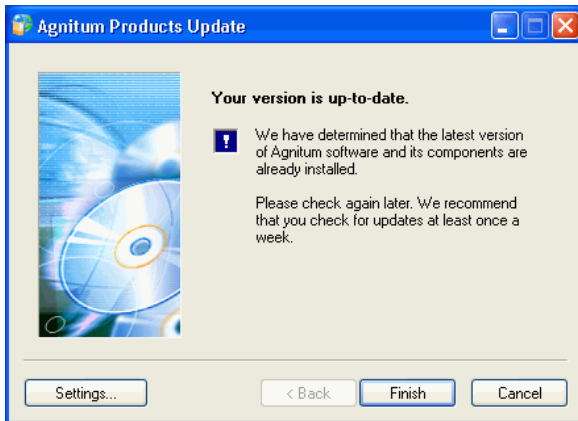 Agnitum Products Update
Your version is up-to-date.
We have determined that the latest version
of Agnitum software and its components are
already installed.
Please check again later. We recommend
that you check for updates at least once a
week.
Settings...
< Back
Finish
Cancel